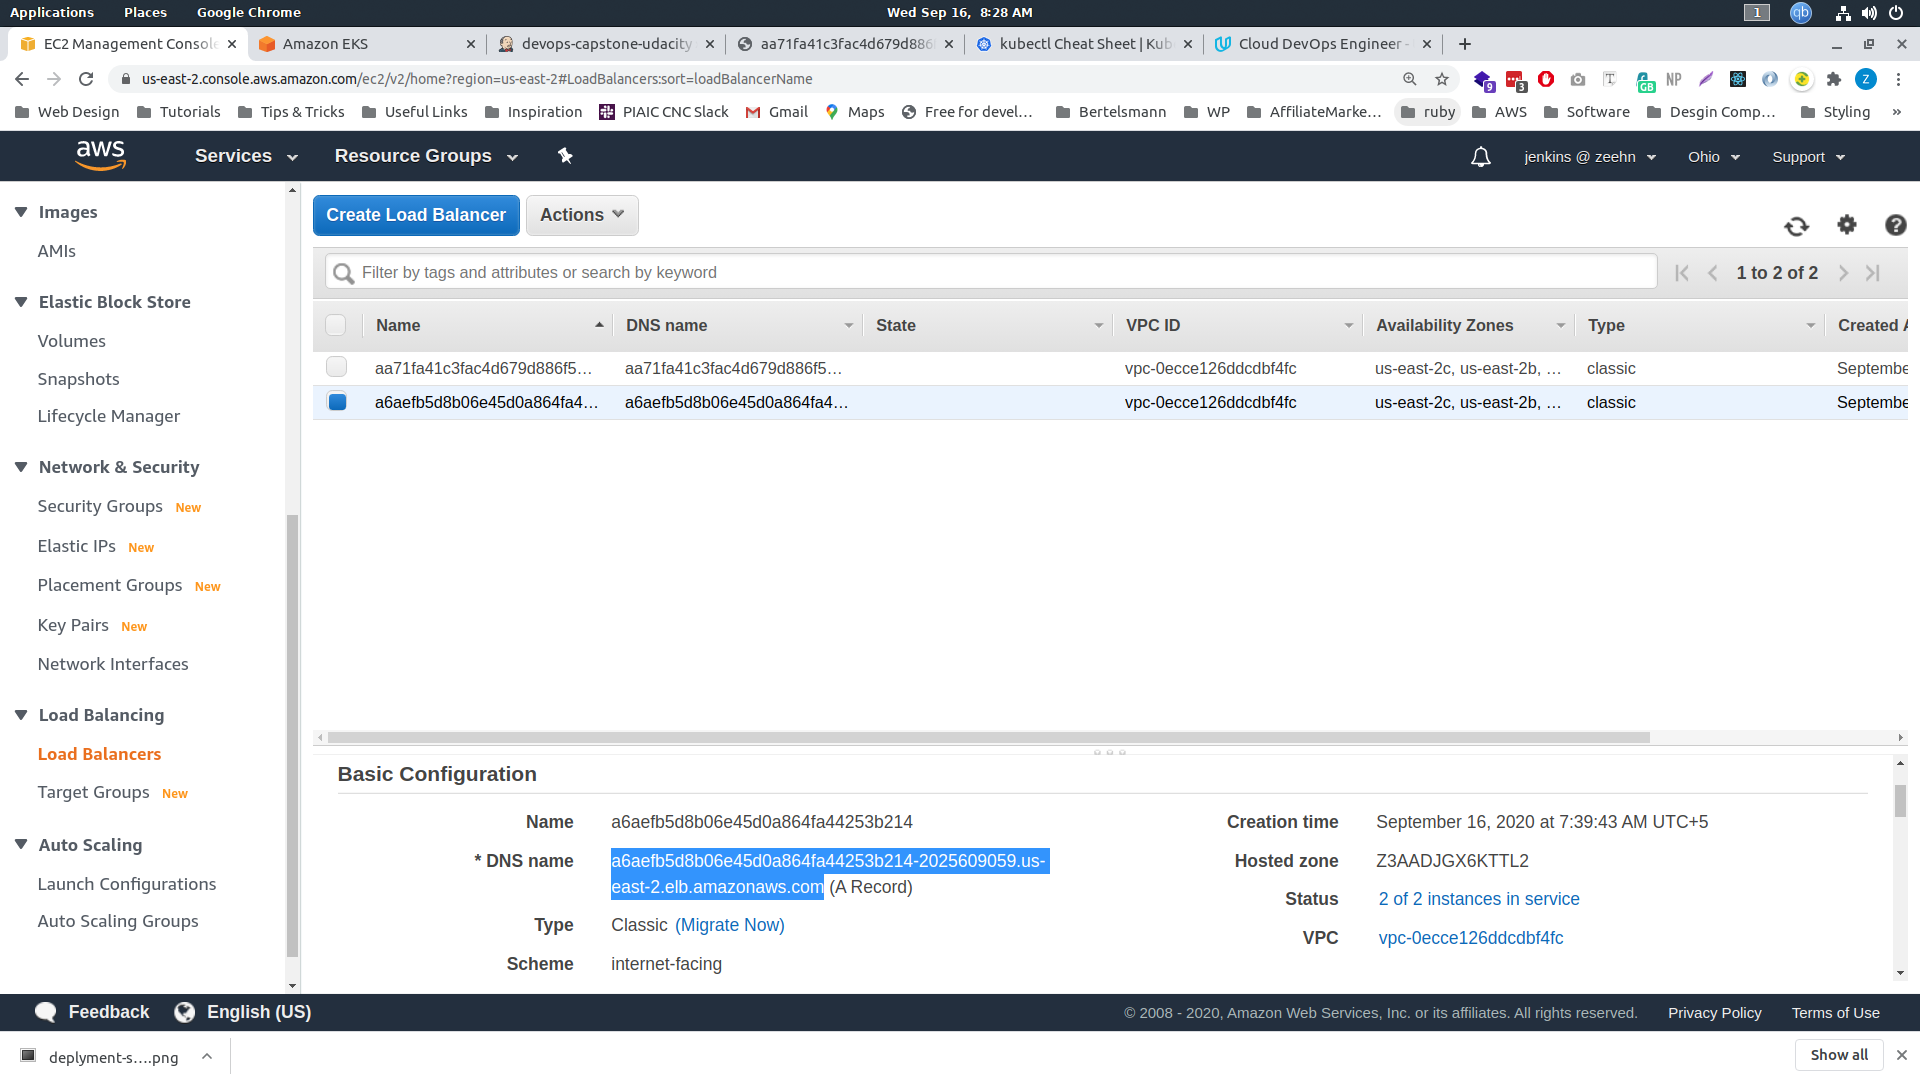 Applications Places Google Chrome Wed Sep 16, 8:28 AM 1 qb
EC2 Management Console Amazon EKS devops-capstone-udacity aa71fa41c3fac4d679d886f kubectl Cheat Sheet | Kub Cloud DevOps Engineer -
us-east-2.console.aws.amazon.com/ec2/v2/home?region=us-east-2#LoadBalancers:sort=loadBalancerName 9 3 T GB NP Z
Web Design Tutorials Tips & Tricks Useful Links Inspiration PIAIC CNC Slack Gmail Maps Free for devel... Bertelsmann WP AffiliateMarke... ruby AWS Software Desgin Comp... Styling »
aws Services Resource Groups jenkins @ zeehn Ohio Support
Images
AMIs
Elastic Block Store
Volumes
Snapshots
Lifecycle Manager
Network & Security
Security Groups New
Elastic IPs New
Placement Groups New
Key Pairs New
Network Interfaces
Load Balancing
Load Balancers
Target Groups New
Auto Scaling
Launch Configurations
Auto Scaling Groups
Create Load Balancer Actions
Filter by tags and attributes or search by keyword 1 to 2 of 2
Name DNS name State VPC ID Availability Zones Type Created A
aa71fa41c3fac4d679d886f5... aa71fa41c3fac4d679d886f5... vpc-0ecce126ddcdbf4fc us-east-2c, us-east-2b, ... classic Septembe
a6aefb5d8b06e45d0a864fa4... a6aefb5d8b06e45d0a864fa4... vpc-0ecce126ddcdbf4fc us-east-2c, us-east-2b, ... classic Septembe
Basic Configuration
Name a6aefb5d8b06e45d0a864fa44253b214
* DNS name a6aefb5d8b06e45d0a864fa44253b214-2025609059.us-
east-2.elb.amazonaws.com (A Record)
Type Classic (Migrate Now)
Scheme internet-facing
Creation time September 16, 2020 at 7:39:43 AM UTC+5
Hosted zone Z3AADJGX6KTTL2
Status 2 of 2 instances in service
VPC vpc-0ecce126ddcdbf4fc
Feedback English (US) © 2008 - 2020, Amazon Web Services, Inc. or its affiliates. All rights reserved. Privacy Policy Terms of Use
deplyment-s....png Show all